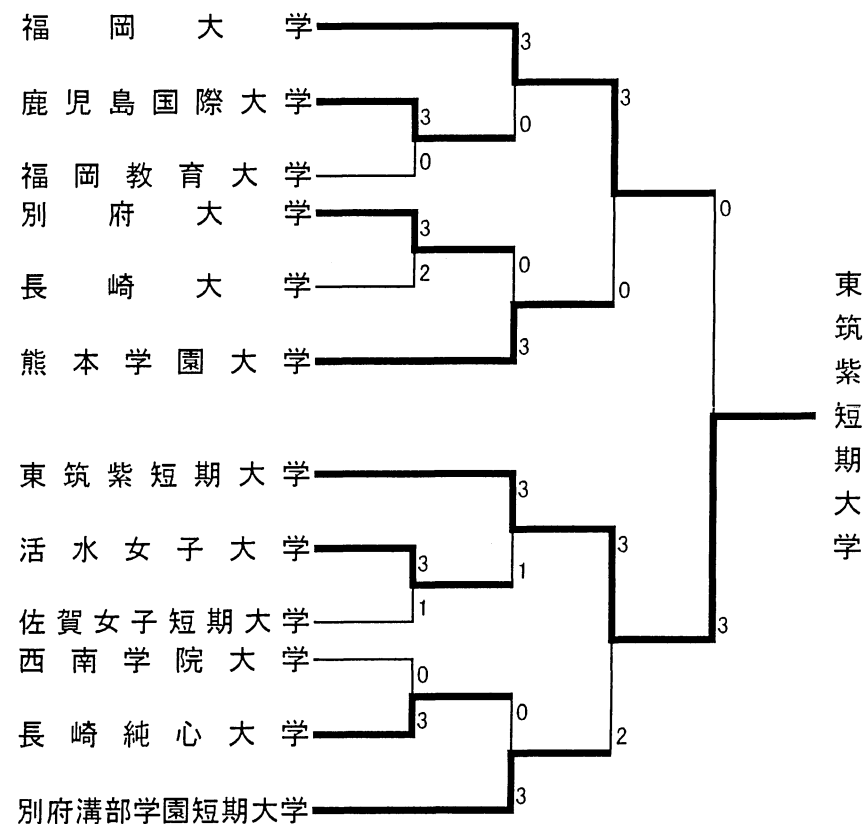 福岡大学
3
鹿児島国際大学
3
3
0
0
福岡教育大学
別府大学
0
3
0
長崎大学
2
0
熊本学園大学
3
東筑紫短期大学
東筑紫短期大学
3
活水女子大学
3
3
1
1
佐賀女子短期大学
3
西南学院大学
0
3
0
長崎純心大学
2
3
別府溝部学園短期大学